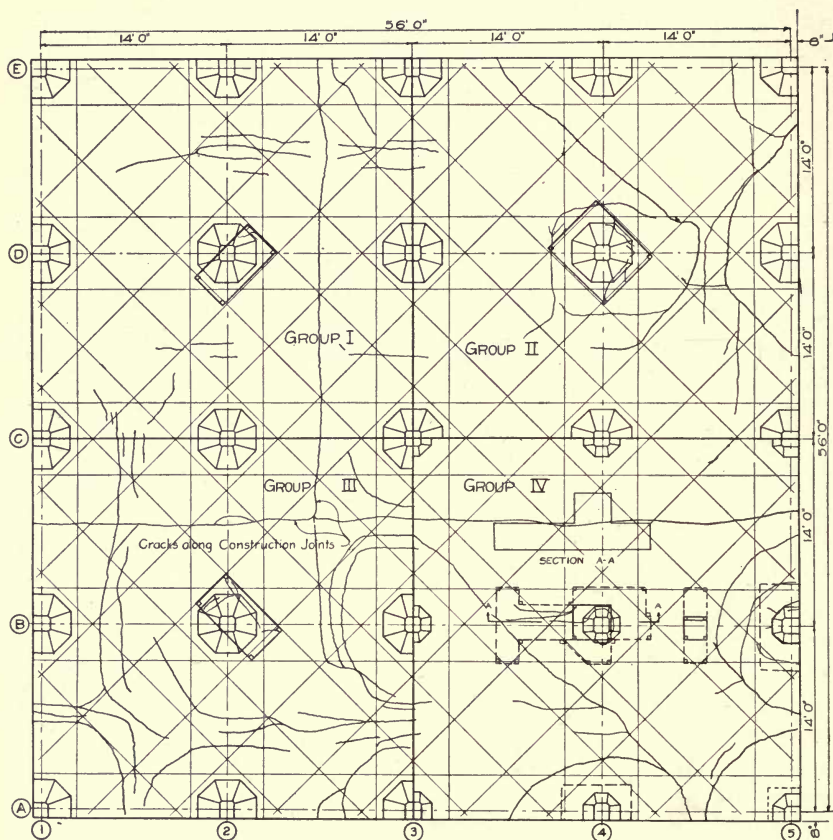 56'0"
14'0" 14'0" 14'0" 14'0"
8"
E
14'0"
D
GROUP I
GROUP II
14'0"
56'0"
C
GROUP III
GROUP IV
14'0"
Cracks along Construction Joints
SECTION A-A
A A
B
14'0"
A
8"
1 2 3 4 5